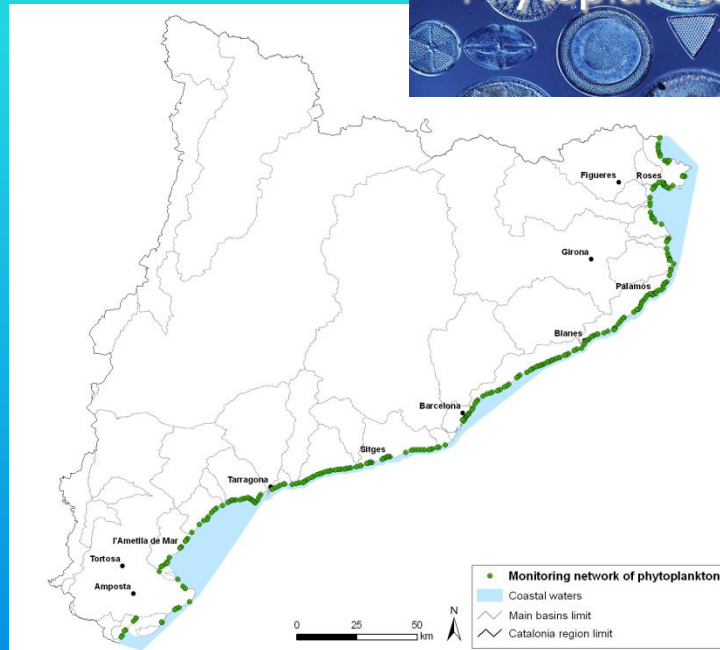 Phytoplankton
Figueres
Roses
Girona
Palamós
Blanes
Barcelona
Sitges
Tarragona
l'Ametlla de Mar
Tortosa
Amposta
Monitoring network of phytoplankton
Coastal waters
Main basins limit
Catalonia region limit
N
0 25 50
km